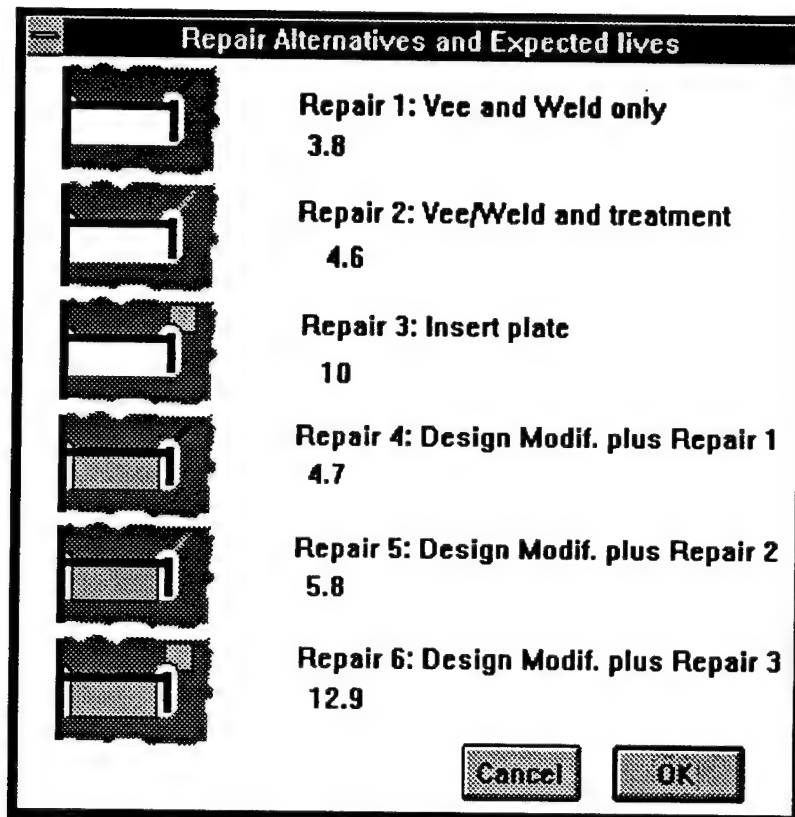 Repair Alternatives and Expected lives
Repair 1: Vee and Weld only
3.8
Repair 2: Vee/Weld and treatment
4.6
Repair 3: Insert plate
10
Repair 4: Design Modif. plus Repair 1
4.7
Repair 5: Design Modif. plus Repair 2
5.8
Repair 6: Design Modif. plus Repair 3
12.9
Cancel OK